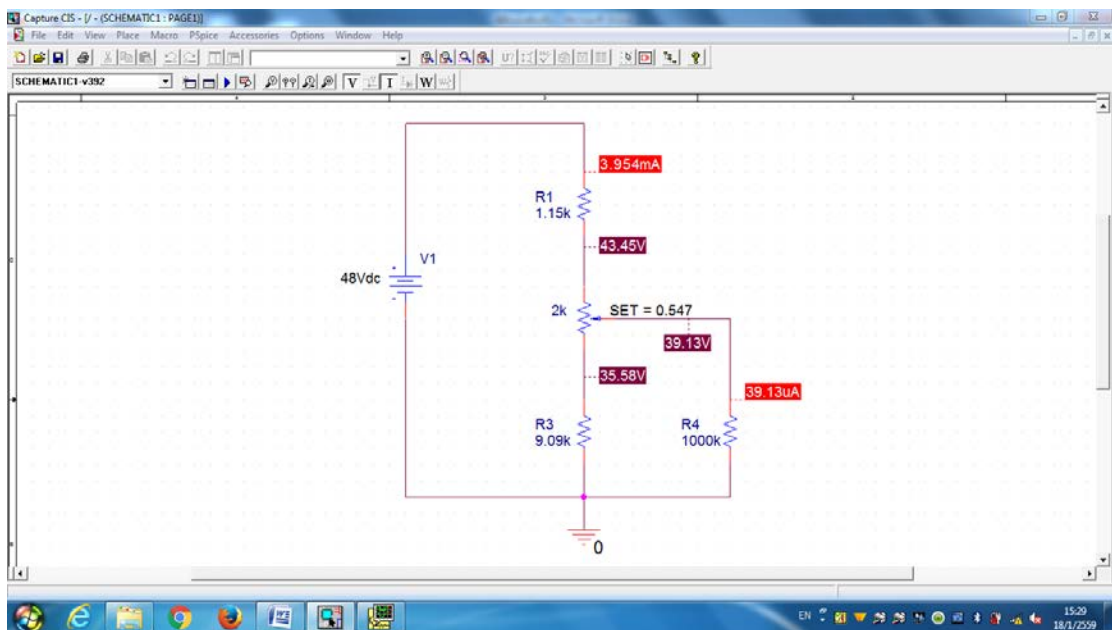 Capture CIS - [/ - (SCHEMATIC1 : PAGE1)]
File Edit View Place Macro PSpice Accessories Options Window Help
SCHEMATIC1-v392
V I W
3.954mA
R1
1.15k
43.45V
V1
48Vdc
2k
SET = 0.547
39.13V
35.58V
39.13uA
R3
9.09k
R4
1000k
0
EN
15:29
18/1/2559